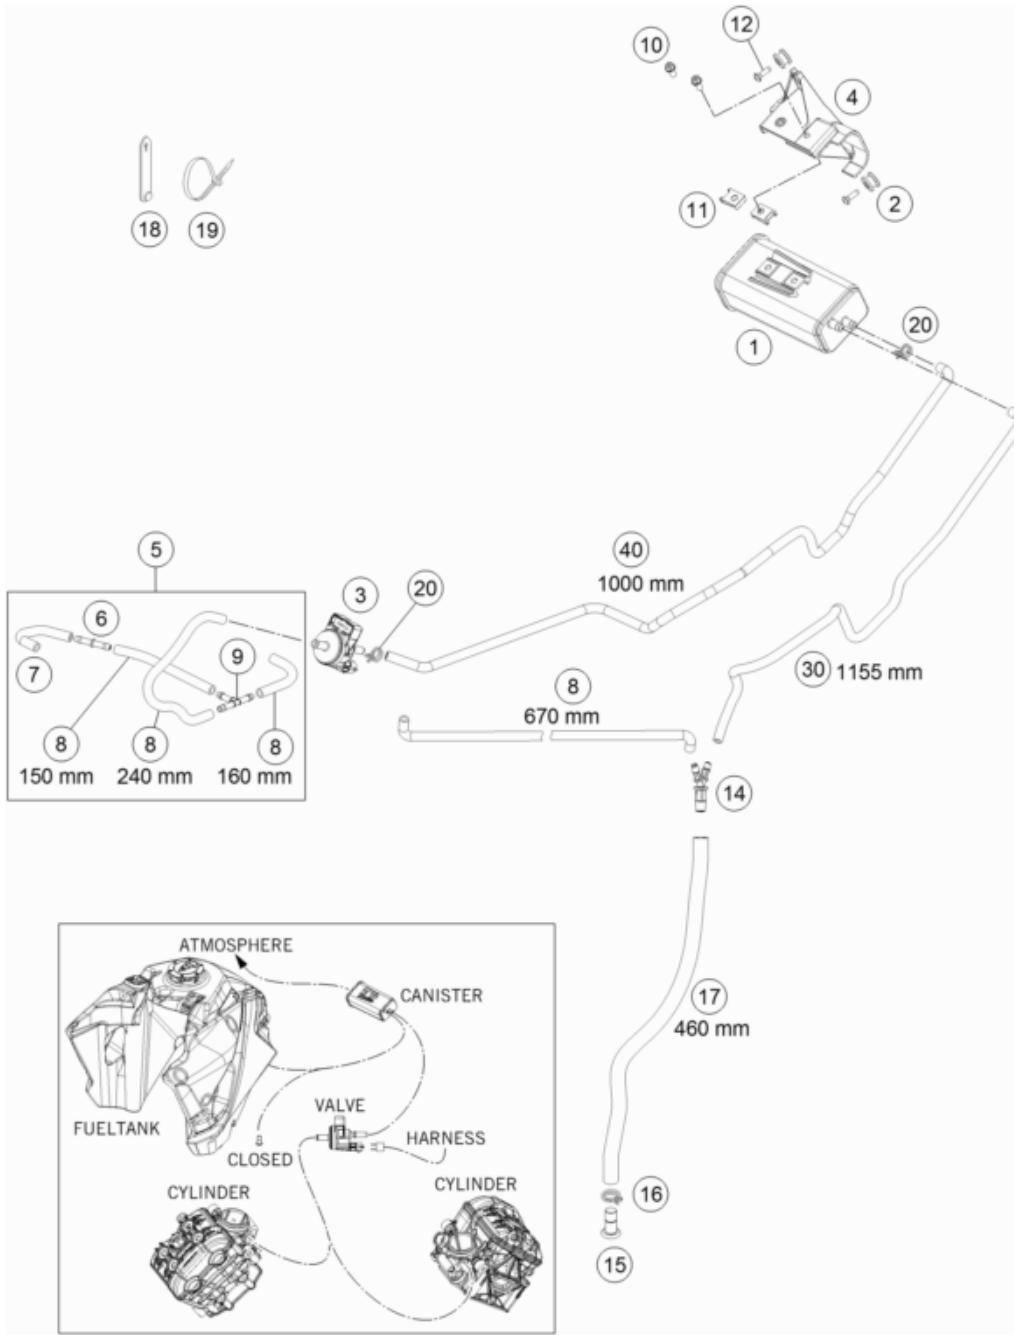 12
10
4
11
2
18
19
20
1
5
40
1000 mm
3
20
6
9
7
30 1155 mm
8
670 mm
8
8
8
150 mm
240 mm
160 mm
14
ATMOSPHERE
CANISTER
17
460 mm
VALVE
FUELTANK
HARNESS
CLOSED
CYLINDER
CYLINDER
16
15